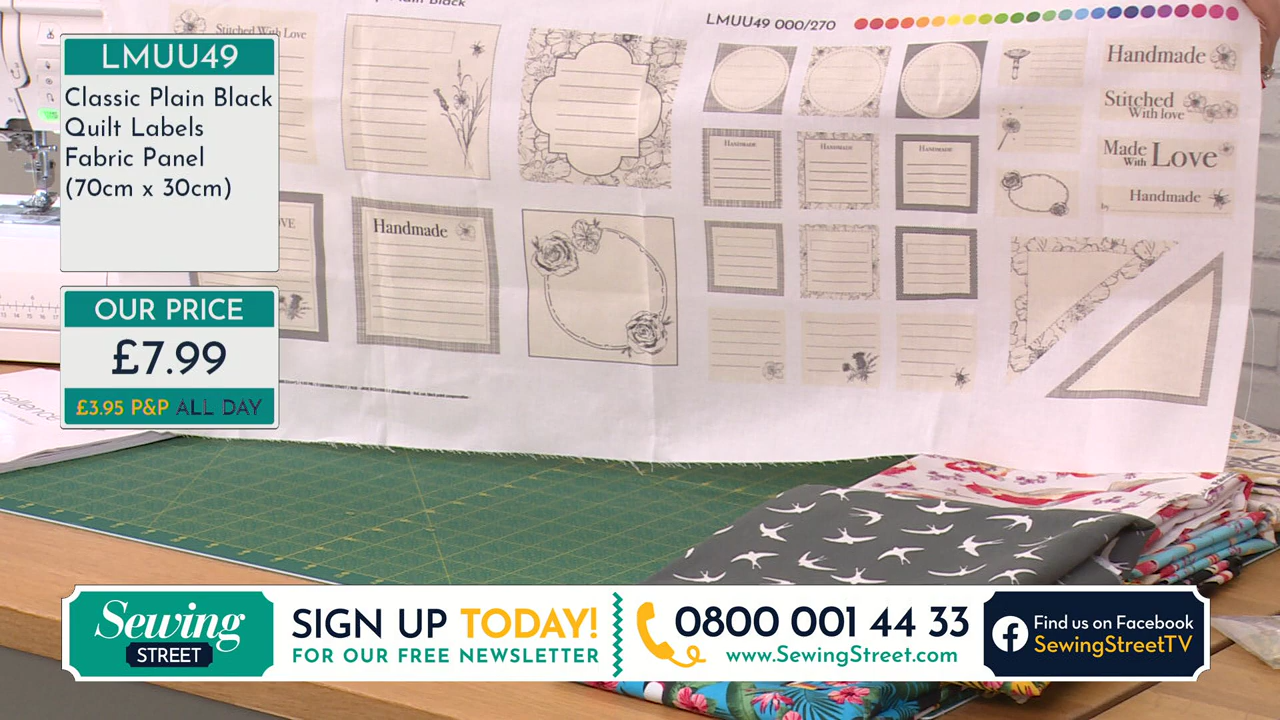 LMUU49
Classic Plain Black
Quilt Labels
Fabric Panel
(70cm x 30cm)
OUR PRICE
£7.99
£3.95 P&P ALL DAY
Plain Black
LMUU49 000/270
Stitched With Love
Handmade
HANDMADE
HANDMADE
HANDMADE
Handmade
Stitched
With love
Made
With Love
Handmade
by
Sewing
STREET
SIGN UP TODAY!
FOR OUR FREE NEWSLETTER
0800 001 44 33
www.SewingStreet.com
Find us on Facebook
SewingStreetTV